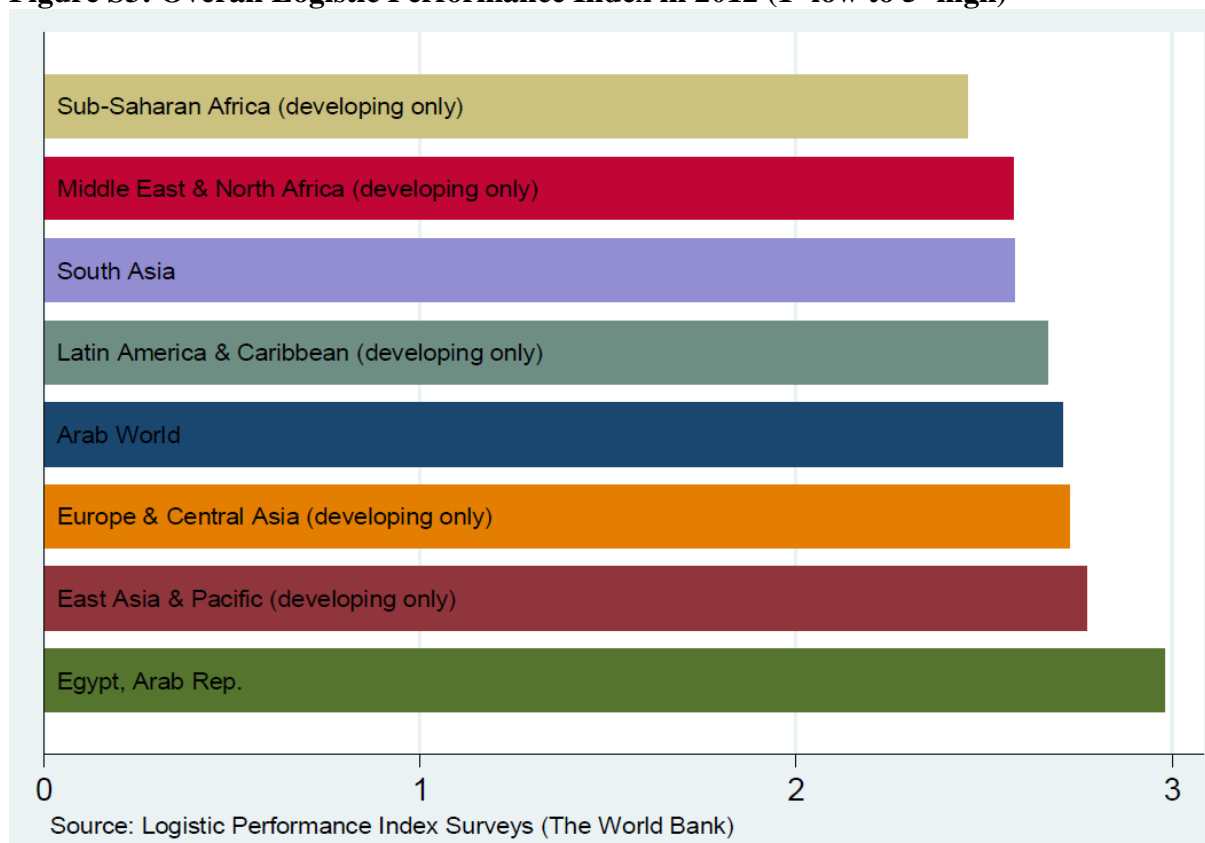 Sub-Saharan Africa (developing only)
Middle East & North Africa (developing only)
South Asia
Latin America & Caribbean (developing only)
Arab World
Europe & Central Asia (developing only)
East Asia & Pacific (developing only)
Egypt, Arab Rep.
0 1 2 3
Source: Logistic Performance Index Surveys (The World Bank)